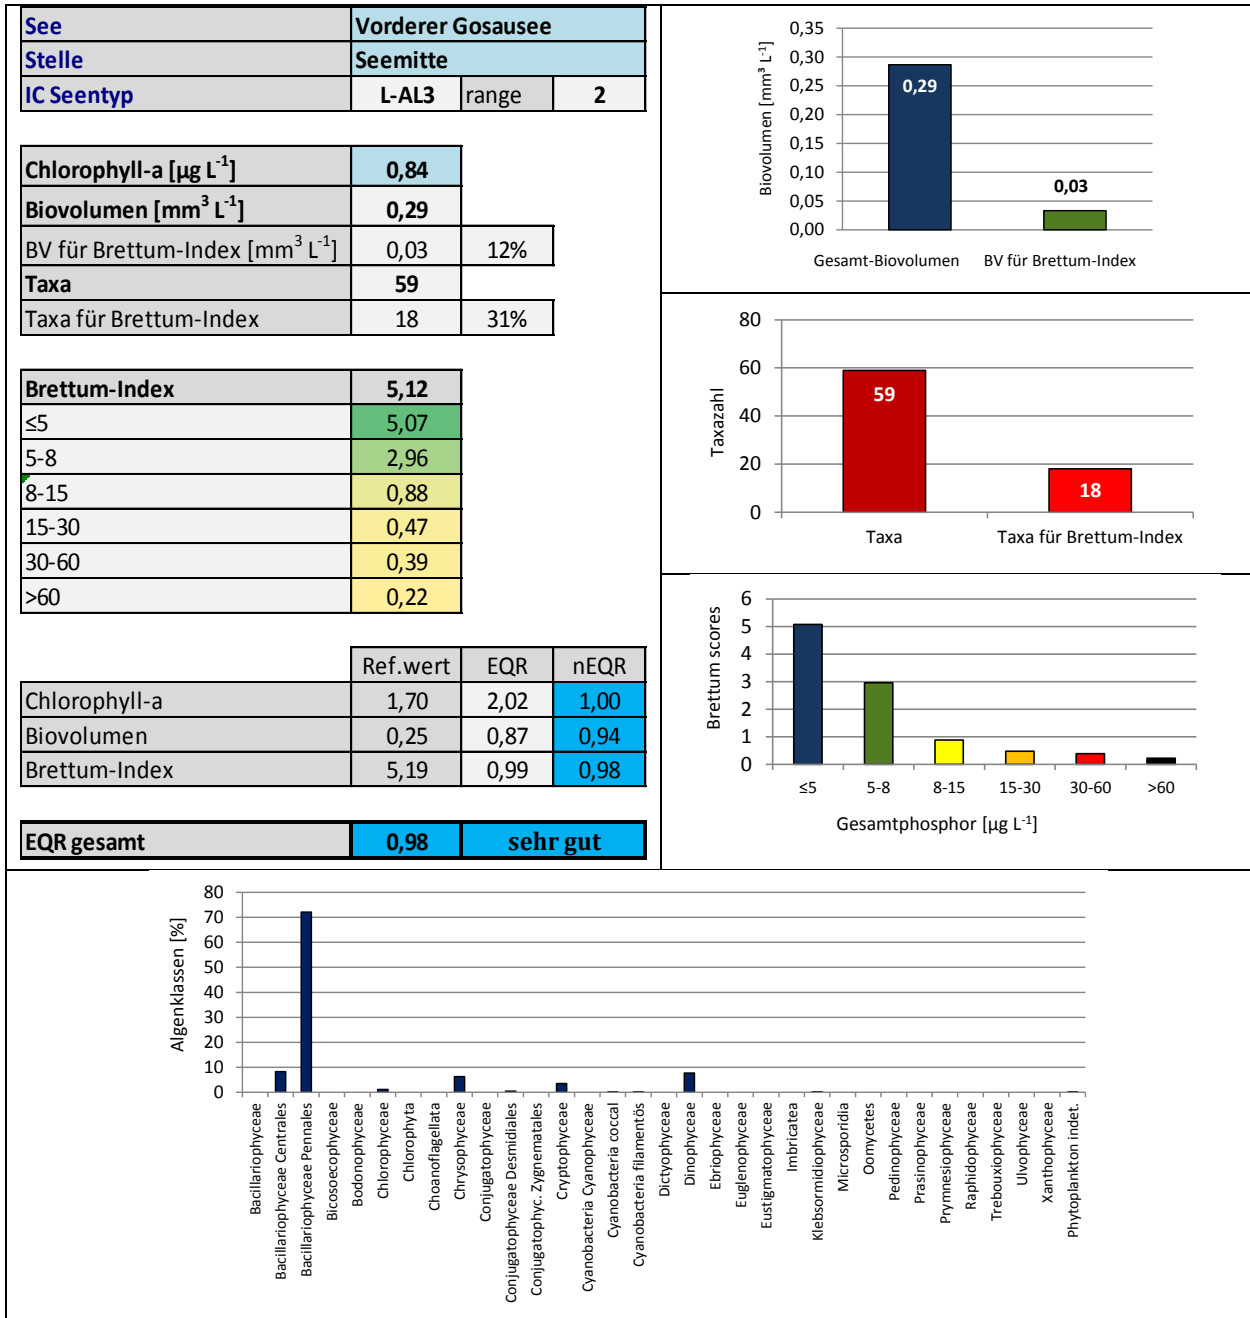 See Vorderer Gosausee
Stelle Seemitte
IC Seentyp L-AL3 range 2
Chlorophyll-a [µg L⁻¹] 0,84
Biovolumen [mm³ L⁻¹] 0,29
BV für Brettum-Index [mm³ L⁻¹] 0,03 12%
Taxa 59
Taxa für Brettum-Index 18 31%
Brettum-Index 5,12
≤5 5,07
5-8 2,96
8-15 0,88
15-30 0,47
30-60 0,39
>60 0,22
Ref.wert EQR nEQR
Chlorophyll-a 1,70 2,02 1,00
Biovolumen 0,25 0,87 0,94
Brettum-Index 5,19 0,99 0,98
EQR gesamt 0,98 sehr gut
Biovolumen [mm³ L⁻¹]
0,35
0,30
0,25
0,20
0,15
0,10
0,05
0,00
0,29
0,03
Gesamt-Biovolumen BV für Brettum-Index
Taxazahl
80
60
40
20
0
59
18
Taxa Taxa für Brettum-Index
Brettum scores
6
5
4
3
2
1
0
≤5 5-8 8-15 15-30 30-60 >60
Gesamtphosphor [µg L⁻¹]
Algenklassen [%]
80
70
60
50
40
30
20
10
0
Bacillariophyceae
Bacillariophyceae Centrales
Bacillariophyceae Pennales
Bicosoecophyceae
Bodonophyceae
Chlorophyceae
Chlorophyta
Choanoflagellata
Chrysophyceae
Conjugatophyceae
Conjugatophyceae Desmidiales
Conjugatophyc. Zygnematales
Cryptophyceae
Cyanobacteria Cyanophyceae
Cyanobacteria coccal
Cyanobacteria filamentös
Dictyophyceae
Dinophyceae
Ebriophyceae
Euglenophyceae
Eustigmatophyceae
Imbricatea
Klebsormidiophyceae
Microsporidia
Oomycetes
Pedinophyceae
Prasinophyceae
Prymnesiophyceae
Raphidophyceae
Trebouxiophyceae
Ulvophyceae
Xanthophyceae
Phytoplankton indet.